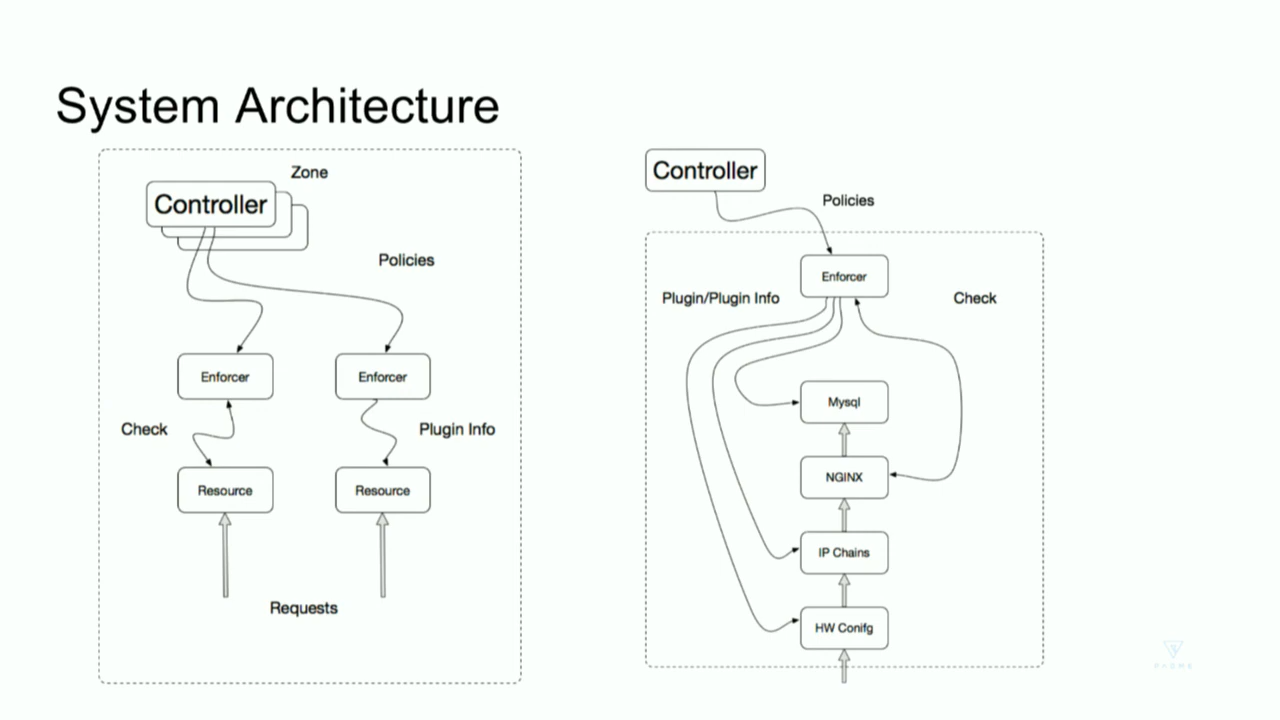 System Architecture
Zone
Controller
Policies
Enforcer
Enforcer
Check
Plugin Info
Resource
Resource
Requests
Controller
Policies
Enforcer
Plugin/Plugin Info
Check
Mysql
NGINX
IP Chains
HW Conifg